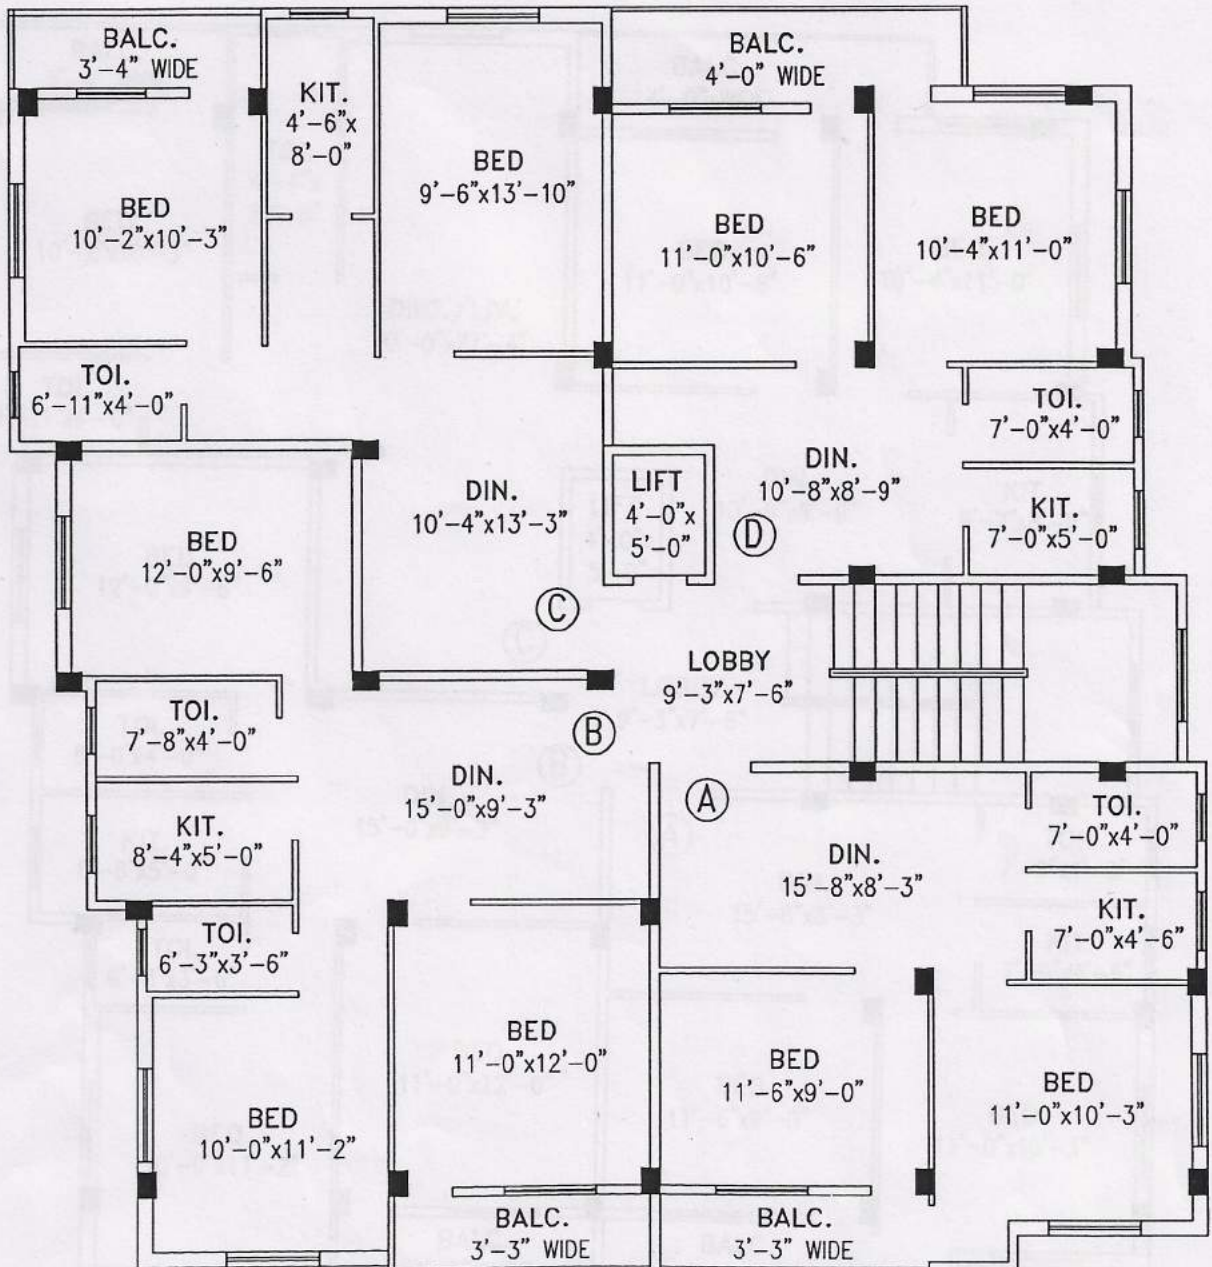 BALC.
3'-4" WIDE
KIT.
4'-6"x
8'-0"
BALC.
4'-0" WIDE
BED
10'-2"x10'-3"
BED
9'-6"x13'-10"
BED
11'-0"x10'-6"
BED
10'-4"x11'-0"
TOI.
6'-11"x4'-0"
TOI.
7'-0"x4'-0"
DIN.
10'-4"x13'-3"
LIFT
4'-0"x
5'-0"
DIN.
10'-8"x8'-9"
KIT.
7'-0"x5'-0"
BED
12'-0"x9'-6"
D
C
LOBBY
9'-3"x7'-6"
TOI.
7'-8"x4'-0"
B
DIN.
15'-0"x9'-3"
A
TOI.
7'-0"x4'-0"
KIT.
8'-4"x5'-0"
DIN.
15'-8"x8'-3"
KIT.
7'-0"x4'-6"
TOI.
6'-3"x3'-6"
BED
11'-0"x12'-0"
BED
11'-6"x9'-0"
BED
11'-0"x10'-3"
BED
10'-0"x11'-2"
BALC.
3'-3" WIDE
BALC.
3'-3" WIDE